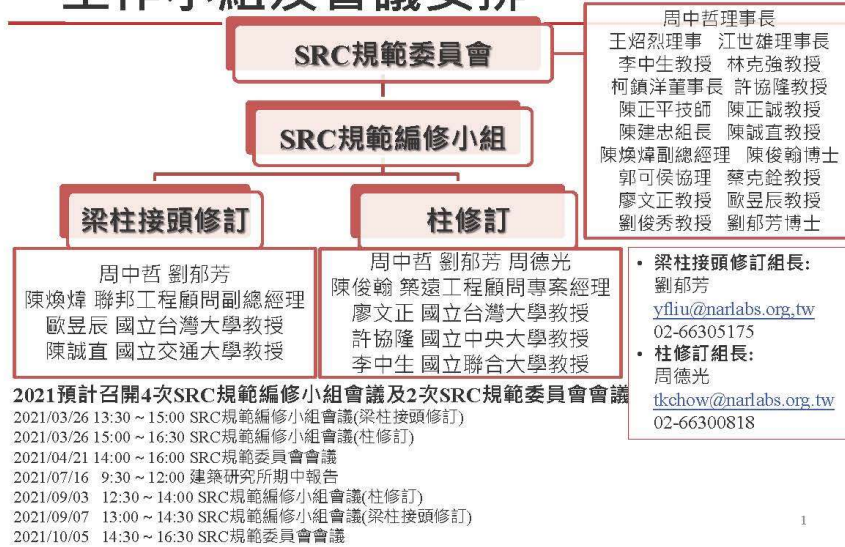 工作小組及會議安排
SRC規範委員會
SRC規範編修小組
梁柱接頭修訂
柱修訂
周中哲理事長
王炤烈理事 江世雄理事長
李中生教授 林克強教授
柯鎮洋董事長 許協隆教授
陳正平技師 陳正誠教授
陳建忠組長 陳誠直教授
陳煥煒副總經理 陳俊翰博士
郭可侯協理 蔡克銓教授
廖文正教授 歐昱辰教授
劉俊秀教授 劉郁芳博士
周中哲 劉郁芳
陳煥煒 聯邦工程顧問副總經理
歐昱辰 國立台灣大學教授
陳誠直 國立交通大學教授
周中哲 劉郁芳 周德光
陳俊翰 築遠工程顧問專案經理
廖文正 國立台灣大學教授
許協隆 國立中央大學教授
李中生 國立聯合大學教授
• 梁柱接頭修訂組長:
劉郁芳
yfliu@narlabs.org,tw
02-66305175
• 柱修訂組長:
周德光
tkchow@narlabs.org.tw
02-66300818
2021預計召開4次SRC規範編修小組會議及2次SRC規範委員會會議
2021/03/26 13:30 ~ 15:00 SRC規範編修小組會議(梁柱接頭修訂)
2021/03/26 15:00 ~ 16:30 SRC規範編修小組會議(柱修訂)
2021/04/21 14:00 ~ 16:00 SRC規範委員會會議
2021/07/16 9:30 ~ 12:00 建築研究所期中報告
2021/09/03 12:30 ~ 14:00 SRC規範編修小組會議(柱修訂)
2021/09/07 13:00 ~ 14:30 SRC規範編修小組會議(梁柱接頭修訂)
2021/10/05 14:30 ~ 16:30 SRC規範委員會會議
1